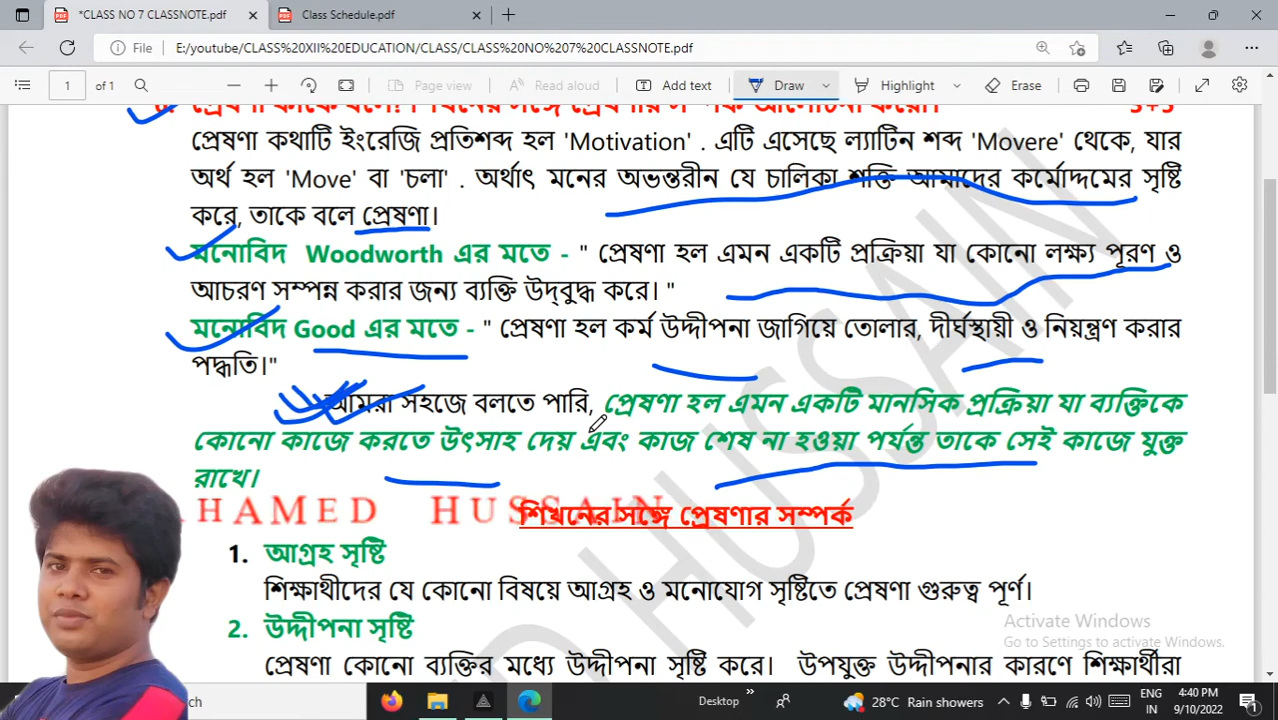 *CLASS NO 7 CLASSNOTE.pdf
Class Schedule.pdf
File
E:/youtube/CLASS%20XII%20EDUCATION/CLASS/CLASS%20NO%207%20CLASSNOTE.pdf
1 of 1
Page view
Read aloud
Add text
Draw
Highlight
Erase
প্রেষণা কাকে বলে?
প্রেষণা কথাটি ইংরেজি প্রতিশব্দ হল 'Motivation' . এটি এসেছে ল্যাটিন শব্দ 'Movere' থেকে, যার
অর্থ হল 'Move' বা 'চলা' . অর্থাৎ মনের অভন্তরীন যে চালিকা শক্তি আমাদের কর্মোদ্দমের সৃষ্টি
করে, তাকে বলে প্রেষণা।
মনোবিদ Woodworth এর মতে - " প্রেষণা হল এমন একটি প্রক্রিয়া যা কোনো লক্ষ্য পূরণ ও
আচরণ সম্পন্ন করার জন্য ব্যক্তি উদ্‌বুদ্ধ করে। "
মনোবিদ Good এর মতে - " প্রেষণা হল কর্ম উদ্দীপনা জাগিয়ে তোলার, দীর্ঘস্থায়ী ও নিয়ন্ত্রণ করার
পদ্ধতি।"
আমরা সহজে বলতে পারি, প্রেষণা হল এমন একটি মানসিক প্রক্রিয়া যা ব্যক্তিকে
কোনো কাজে করতে উৎসাহ দেয় এবং কাজ শেষ না হওয়া পর্যন্ত তাকে সেই কাজে যুক্ত
রাখে।
HAMED HUSSAIN
শিখনের সঙ্গে প্রেষণার সম্পর্ক
1. আগ্রহ সৃষ্টি
শিক্ষাথীদের যে কোনো বিষয়ে আগ্রহ ও মনোযোগ সৃষ্টিতে প্রেষণা গুরুত্ব পূর্ণ।
2. উদ্দীপনা সৃষ্টি
প্রেষণা কোনো ব্যক্তির মধ্যে উদ্দীপনা সৃষ্টি করে। উপযুক্ত উদ্দীপনার কারণে শিক্ষার্থীরা
D HUSSAIN
Activate Windows
Go to Settings to activate Windows.
Desktop
28°C Rain showers
ENG
IN
4:40 PM
9/10/2022